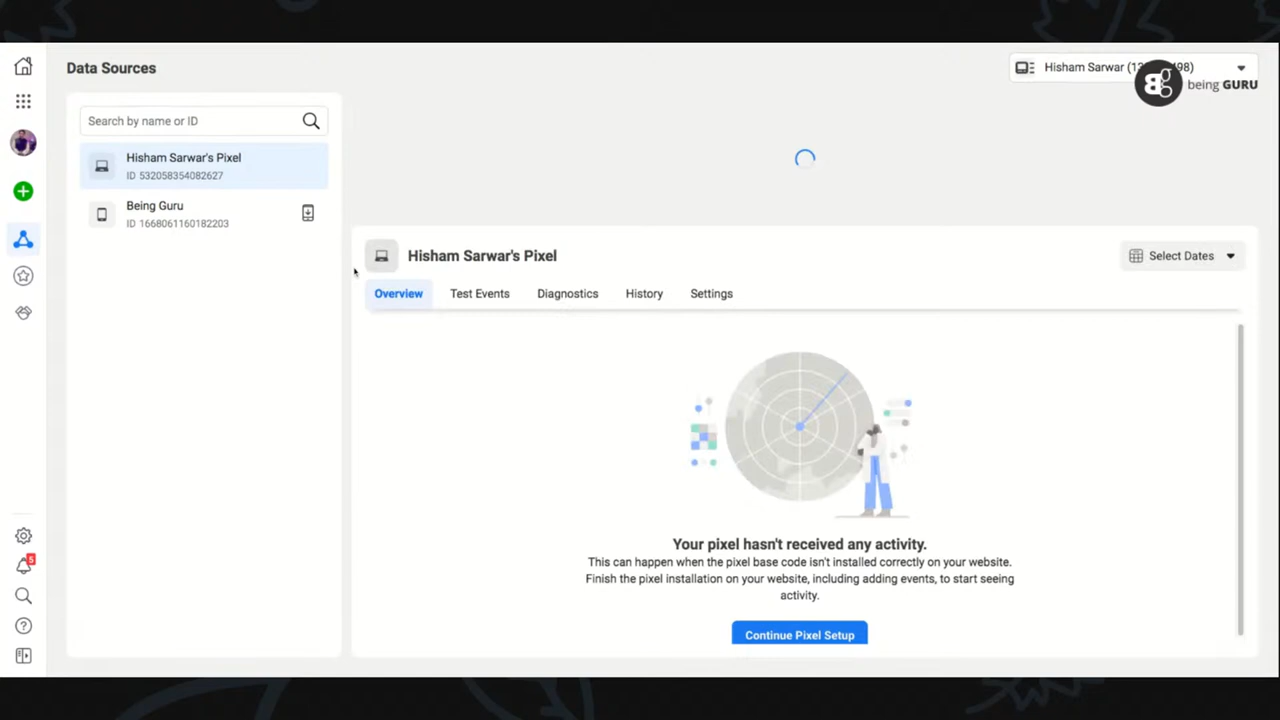 Data Sources
Hisham Sarwar (1
498)
being GURU
Search by name or ID
Hisham Sarwar's Pixel
ID 532058354082627
Being Guru
ID 1668061160182203
Hisham Sarwar's Pixel
Select Dates
Overview
Test Events
Diagnostics
History
Settings
Your pixel hasn't received any activity.
This can happen when the pixel base code isn't installed correctly on your website.
Finish the pixel installation on your website, including adding events, to start seeing
activity.
Continue Pixel Setup
5